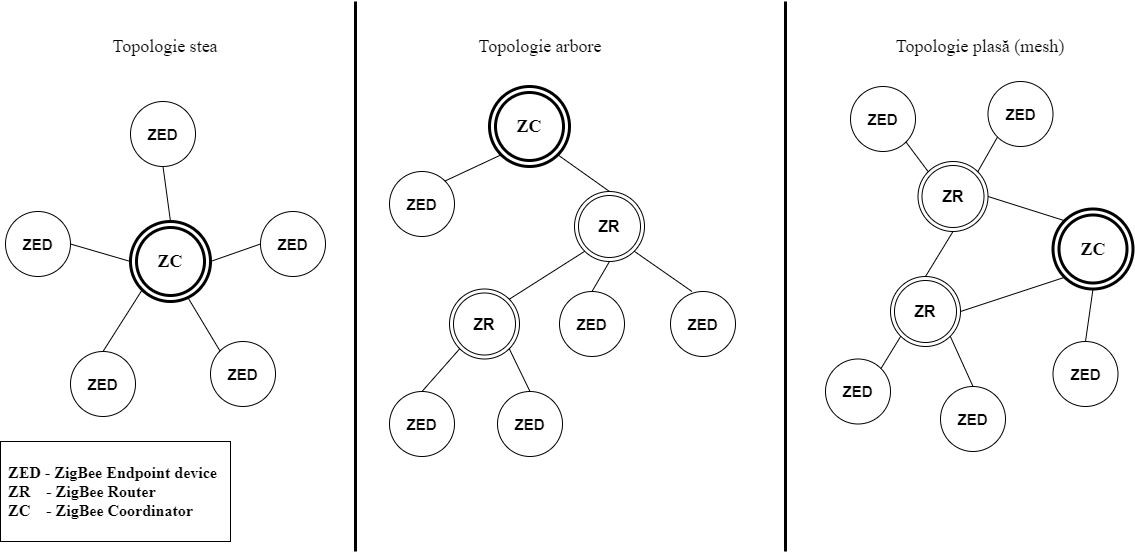 Topologie stea
ZED
ZED
ZED
ZC
ZED
ZED
ZED - ZigBee Endpoint device
ZR - ZigBee Router
ZC - ZigBee Coordinator
Topologie arbore
ZC
ZED
ZR
ZR
ZED
ZED
ZED
ZED
Topologie plasă (mesh)
ZED
ZED
ZR
ZC
ZR
ZED
ZED
ZED